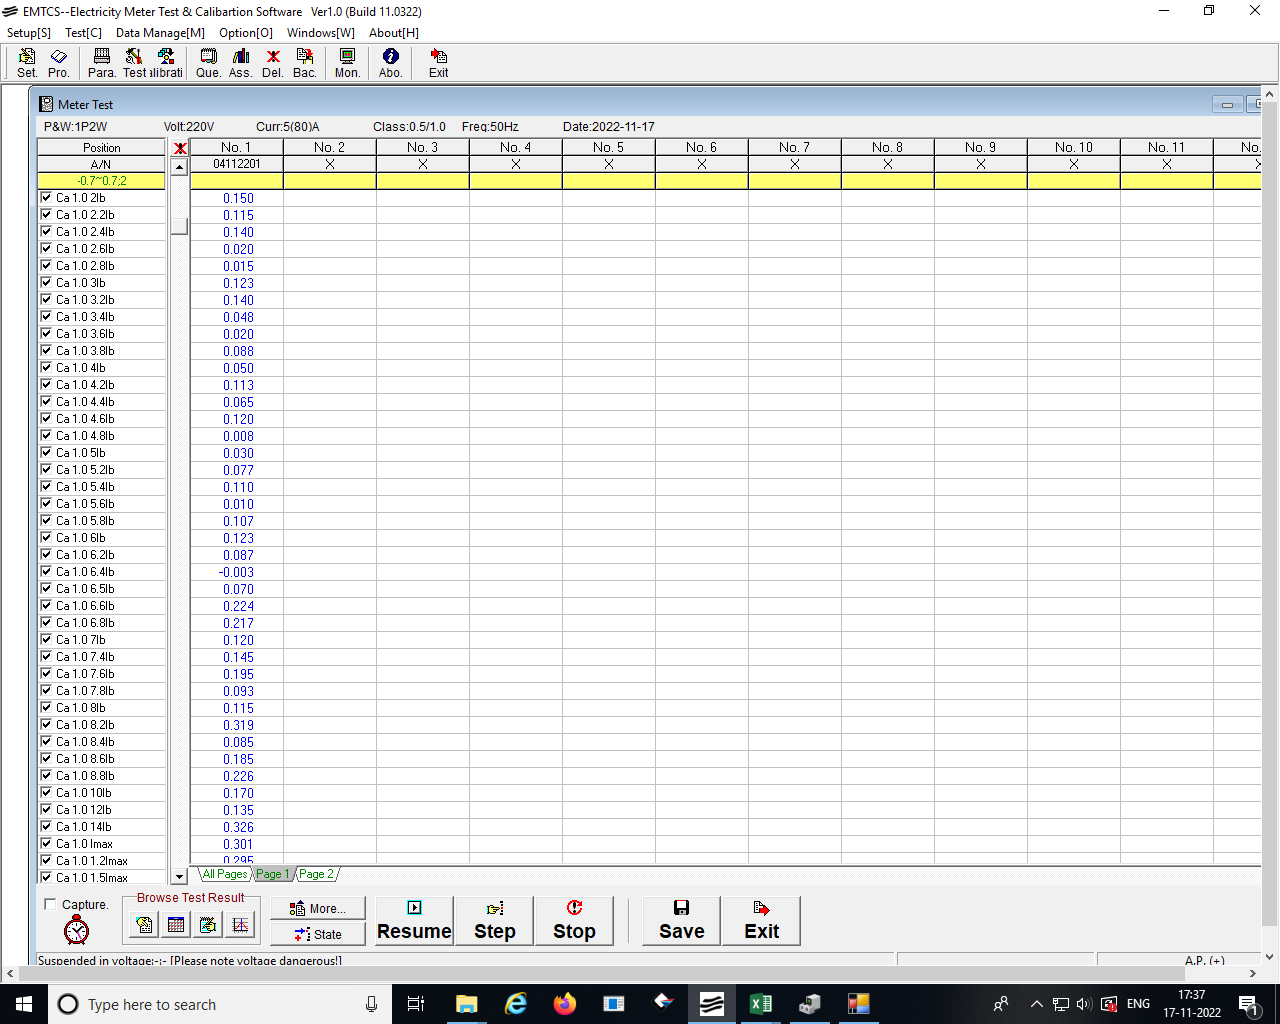 EMTCS--Electricity Meter Test & Calibartion Software   Ver1.0 (Build 11.0322)
Setup[S] Test[C] Data Manage[M] Option[O] Windows[W] About[H]
Set. Pro. Para. Test alibrati Que. Ass. Del. Bac. Mon. Abo. Exit
Meter Test
P&W:1P2W Volt:220V Curr:5(80)A Class:0.5/1.0 Freq:50Hz Date:2022-11-17
Position No. 1 No. 2 No. 3 No. 4 No. 5 No. 6 No. 7 No. 8 No. 9 No. 10 No. 11 No.
A/N 04112201 X X X X X X X X X X
-0.7~0.7;2
Ca 1.0 2Ib 0.150
Ca 1.0 2.2Ib 0.115
Ca 1.0 2.4Ib 0.140
Ca 1.0 2.6Ib 0.020
Ca 1.0 2.8Ib 0.015
Ca 1.0 3Ib 0.123
Ca 1.0 3.2Ib 0.140
Ca 1.0 3.4Ib 0.048
Ca 1.0 3.6Ib 0.020
Ca 1.0 3.8Ib 0.088
Ca 1.0 4Ib 0.050
Ca 1.0 4.2Ib 0.113
Ca 1.0 4.4Ib 0.065
Ca 1.0 4.6Ib 0.120
Ca 1.0 4.8Ib 0.008
Ca 1.0 5Ib 0.030
Ca 1.0 5.2Ib 0.077
Ca 1.0 5.4Ib 0.110
Ca 1.0 5.6Ib 0.010
Ca 1.0 5.8Ib 0.107
Ca 1.0 6Ib 0.123
Ca 1.0 6.2Ib 0.087
Ca 1.0 6.4Ib -0.003
Ca 1.0 6.5Ib 0.070
Ca 1.0 6.6Ib 0.224
Ca 1.0 6.8Ib 0.217
Ca 1.0 7Ib 0.120
Ca 1.0 7.4Ib 0.145
Ca 1.0 7.6Ib 0.195
Ca 1.0 7.8Ib 0.093
Ca 1.0 8Ib 0.115
Ca 1.0 8.2Ib 0.319
Ca 1.0 8.4Ib 0.085
Ca 1.0 8.6Ib 0.185
Ca 1.0 8.8Ib 0.226
Ca 1.0 10Ib 0.170
Ca 1.0 12Ib 0.135
Ca 1.0 14Ib 0.326
Ca 1.0 Imax 0.301
Ca 1.0 1.2Imax 0.295
Ca 1.0 1.5Imax
All Pages Page 1 Page 2
Capture. Browse Test Result More... State
Resume Step Stop Save Exit
Suspended in voltage:-:- [Please note voltage dangerous!] A.P. (+)
Type here to search ENG 17:37
17-11-2022 1